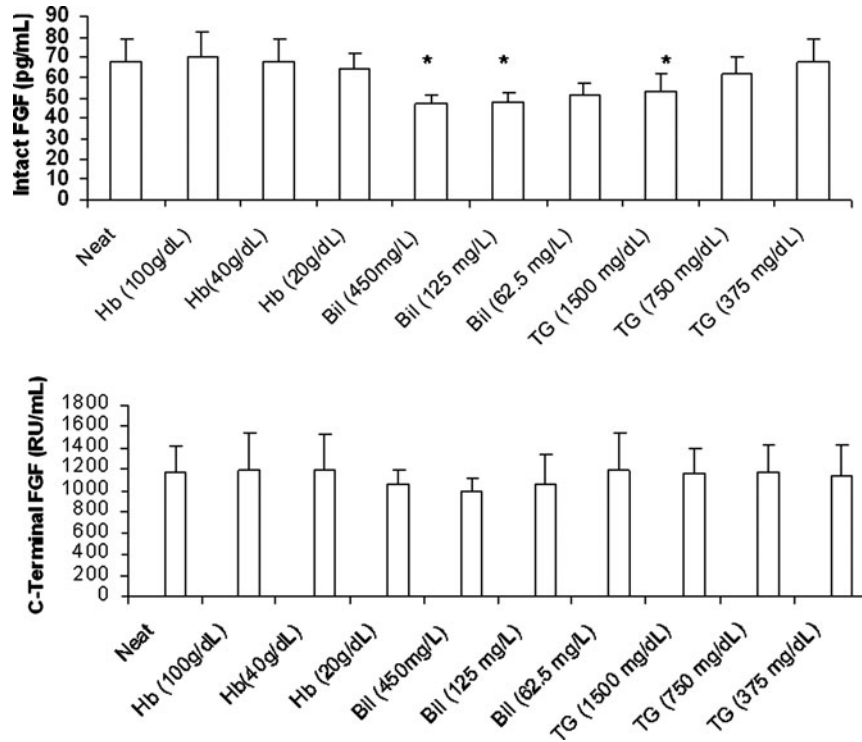 Intact FGF (pg/mL)
90
80
70
60
50
40
30
20
10
0
* * *
Neat
Hb (100g/dL)
Hb(40g/dL)
Hb (20g/dL)
Bil (450mg/L)
Bil (125 mg/L)
Bil (62.5 mg/L)
TG (1500 mg/dL)
TG (750 mg/dL)
TG (375 mg/dL)
C-Terminal FGF (RU/mL)
1800
1600
1400
1200
1000
800
600
400
200
0
Neat
Hb (100g/dL)
Hb(40g/dL)
Hb (20g/dL)
Bil (450mg/L)
Bil (125 mg/L)
Bil (62.5 mg/L)
TG (1500 mg/dL)
TG (750 mg/dL)
TG (375 mg/dL)